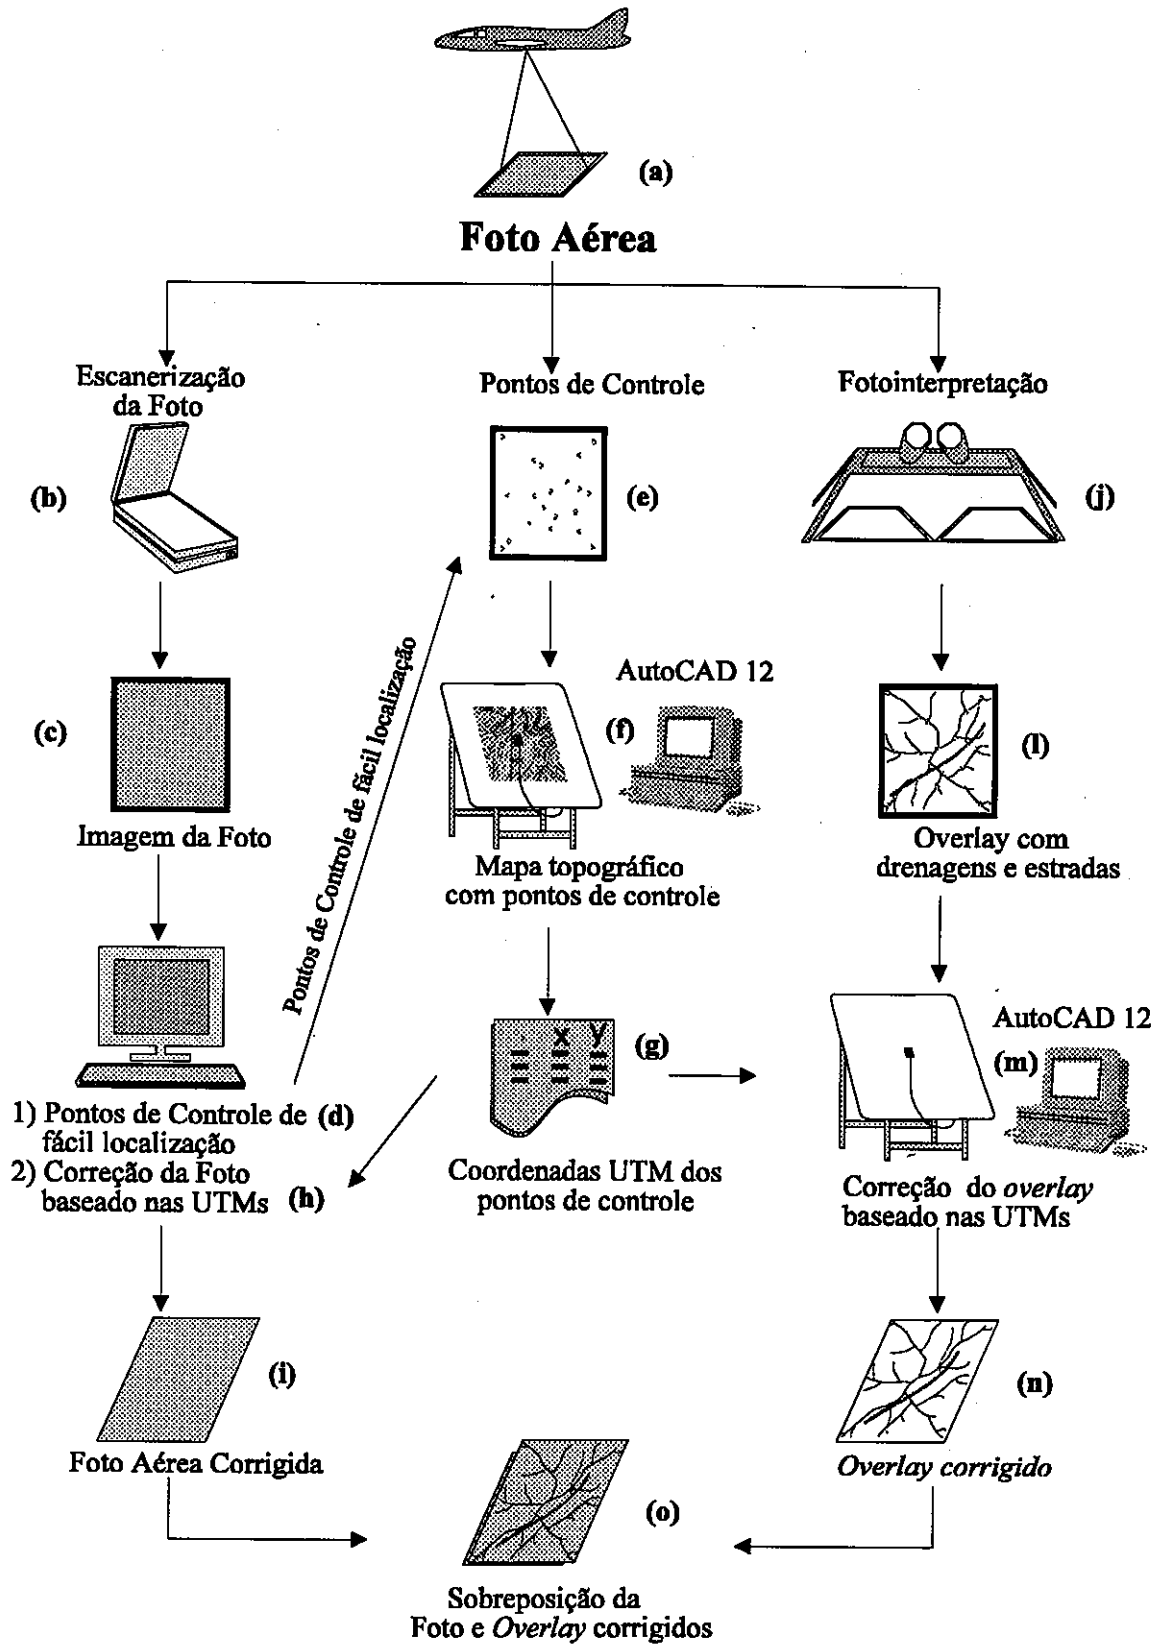 (a)
Foto Aérea
Escanerização
da Foto
Pontos de Controle
Fotointerpretação
(b)
(e)
(j)
AutoCAD 12
(c)
(f)
(l)
Imagem da Foto
Pontos de Controle de fácil localização
Mapa topográfico
com pontos de controle
Overlay com
drenagens e estradas
X Y
(g)
AutoCAD 12
(m)
1) Pontos de Controle de (d)
fácil localização
2) Correção da Foto
baseado nas UTMs (h)
Coordenadas UTM dos
pontos de controle
Correção do overlay
baseado nas UTMs
(i)
(n)
Foto Aérea Corrigida
Overlay corrigido
(o)
Sobreposição da
Foto e Overlay corrigidos